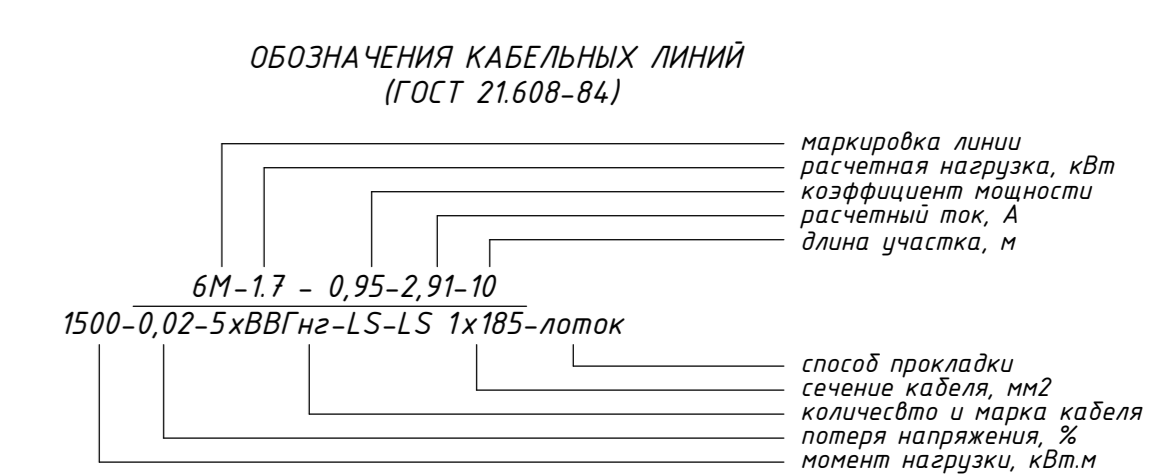 ОБОЗНАЧЕНИЯ КАБЕЛЬНЫХ ЛИНИЙ
(ГОСТ 21.608-84)
маркировка линии
расчетная нагрузка, кВт
коэффициент мощности
расчетный ток, А
длина участка, м
6М-1.7 - 0,95-2,91-10
1500-0,02-5хВВГнг-LS-LS 1х185-лоток
способ прокладки
сечение кабеля, мм2
количесвто и марка кабеля
потеря напряжения, %
момент нагрузки, кВт.м